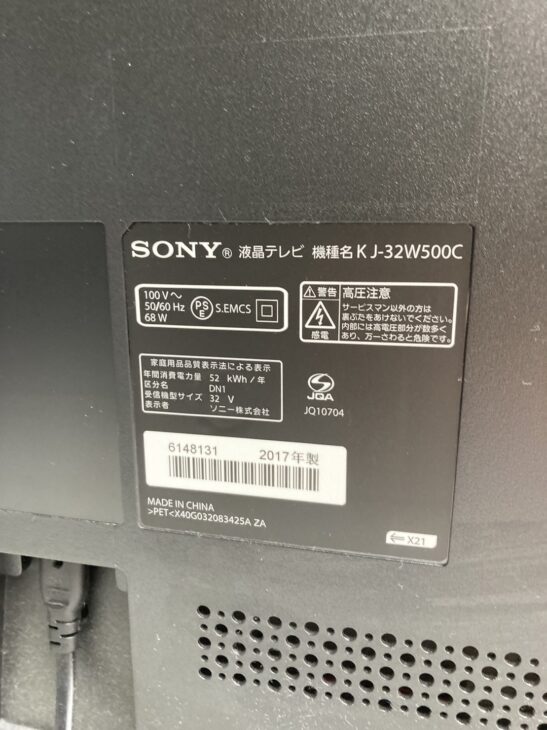 SONY® 液晶テレビ 機種名 KJ-32W500C
100 V～
50/60 Hz
68 W
PSE
S.EMCS
警告 高圧注意
感電
サービスマン以外の方は
裏ぶたをあけないでください。
内部には高電圧部分が数多く
あり、万一さわると危険です。
家庭用品品質表示法による表示
年間消費電力量 52 kWh/年
区分名 DN1
受信機型サイズ 32 V
表示者 ソニー株式会社
JQA
JQ10704
6148131 2017年製
MADE IN CHINA
>PET<X40G032083425A ZA
X21